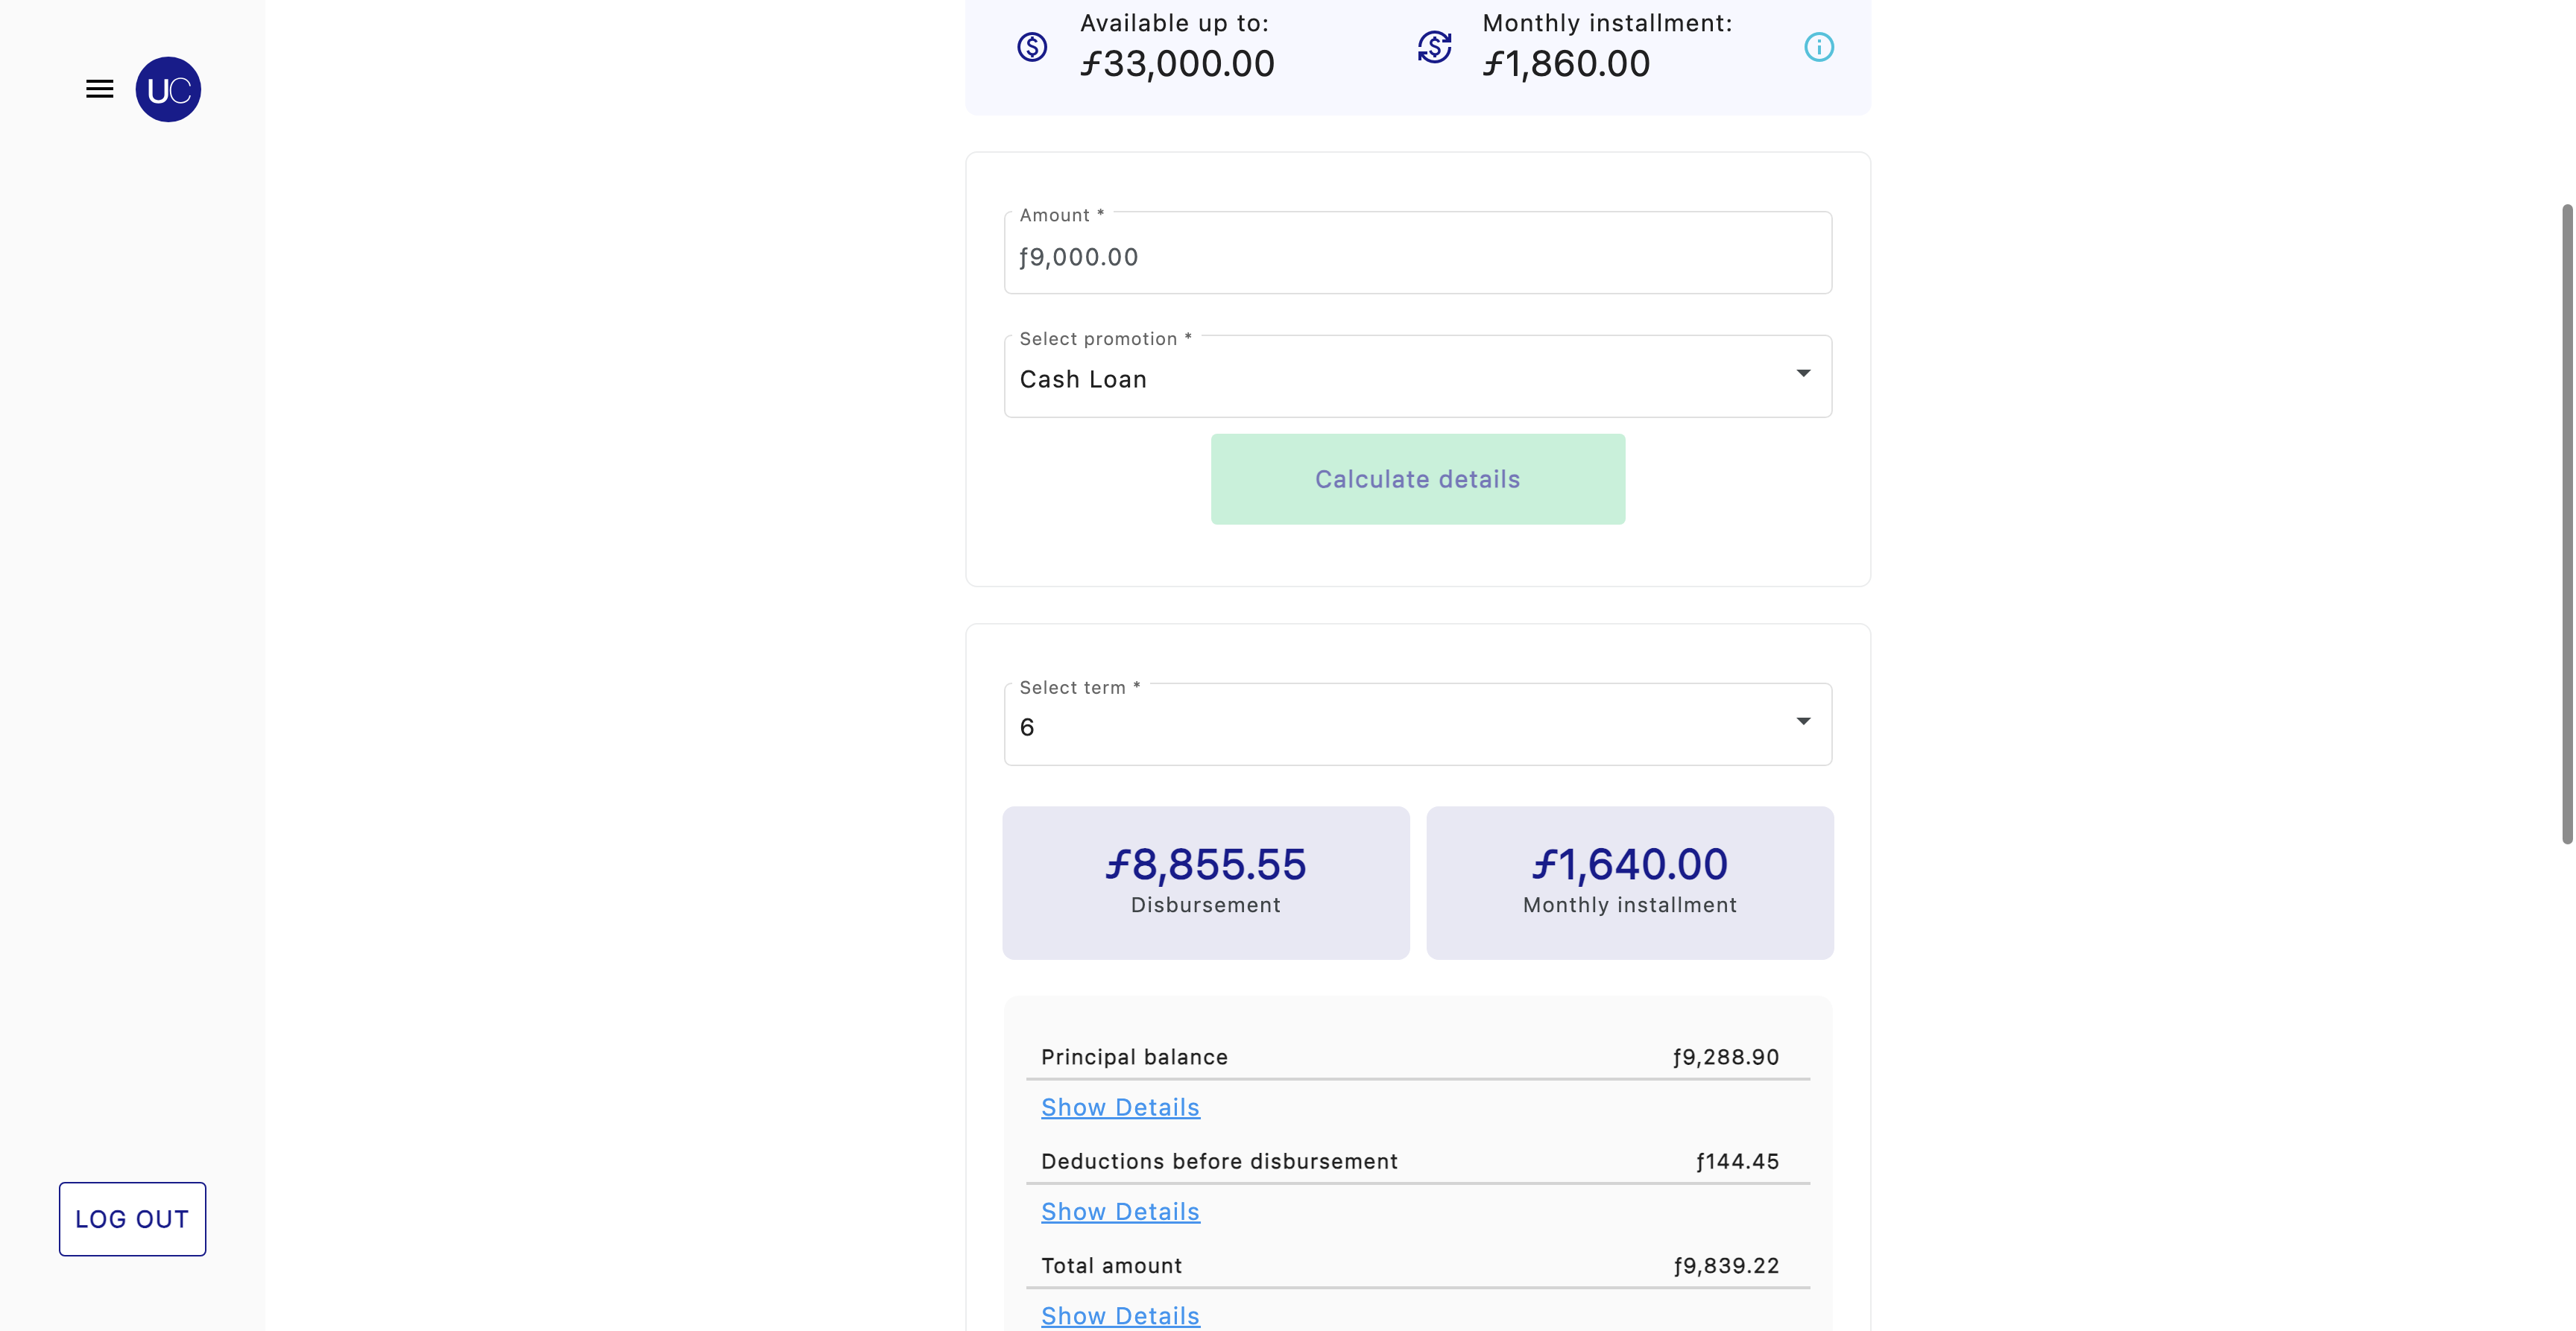 Available up to:
ƒ33,000.00
Monthly installment:
ƒ1,860.00
UC
Amount *
ƒ9,000.00
Select promotion *
Cash Loan
Calculate details
Select term *
6
ƒ8,855.55
Disbursement
ƒ1,640.00
Monthly installment
Principal balance ƒ9,288.90
Show Details
Deductions before disbursement ƒ144.45
Show Details
Total amount ƒ9,839.22
Show Details
LOG OUT